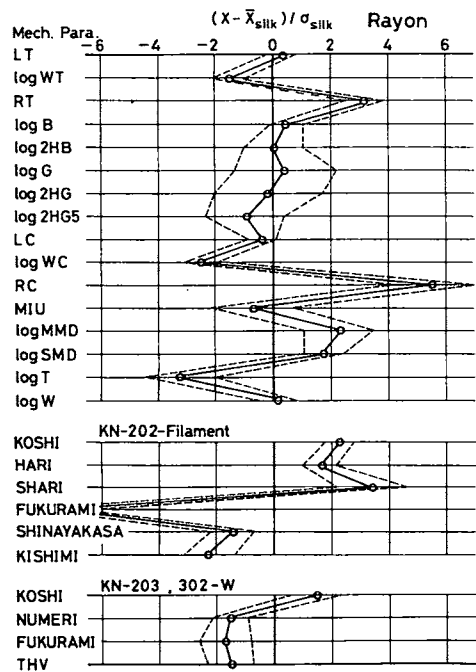 (X-X̄silk)/σsilk Rayon
Mech. Para.
-6 -4 -2 0 2 4 6
LT
log WT
RT
log B
log 2HB
log G
log 2HG
log 2HG5
LC
log WC
RC
MIU
log MMD
log SMD
log T
log W
KN-202-Filament
KOSHI
HARI
SHARI
FUKURAMI
SHINAYAKASA
KISHIMI
KN-203 , 302-W
KOSHI
NUMERI
FUKURAMI
THV